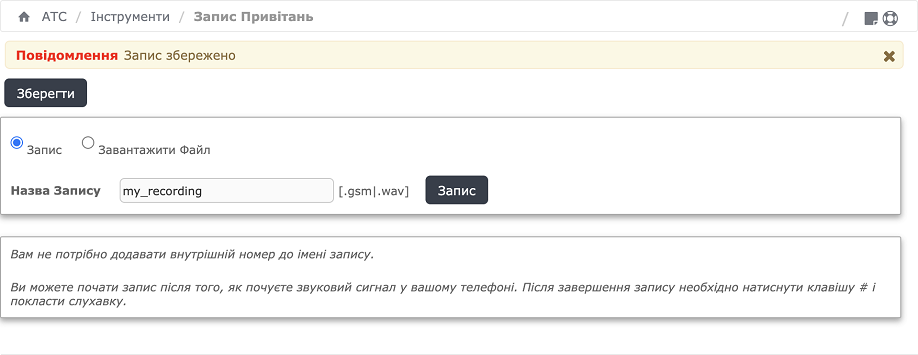 АТС / Інструменти / Запис Привітань /
Повідомлення Запис збережено
Зберегти
Запис Завантажити Файл
Назва Запису my_recording [.gsm|.wav] Запис
Вам не потрібно додавати внутрішній номер до імені запису.
Ви можете почати запис після того, як почуєте звуковий сигнал у вашому телефоні. Після завершення запису необхідно натиснути клавішу # і
покласти слухавку.